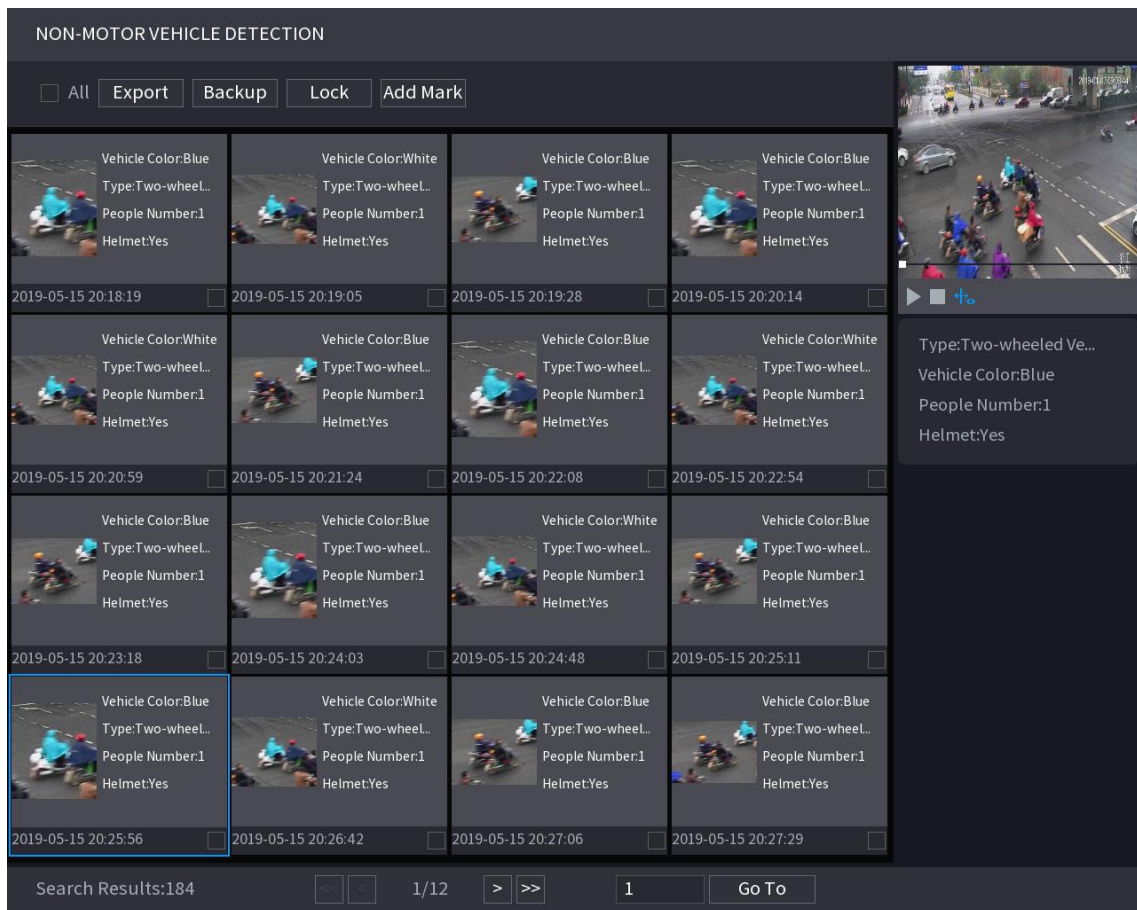 NON-MOTOR VEHICLE DETECTION
All Export Backup Lock Add Mark
Vehicle Color:Blue
Type:Two-wheel...
People Number:1
Helmet:Yes
2019-05-15 20:18:19
Vehicle Color:White
Type:Two-wheel...
People Number:1
Helmet:Yes
2019-05-15 20:19:05
Vehicle Color:Blue
Type:Two-wheel...
People Number:1
Helmet:Yes
2019-05-15 20:19:28
Vehicle Color:Blue
Type:Two-wheel...
People Number:1
Helmet:Yes
2019-05-15 20:20:14
Vehicle Color:White
Type:Two-wheel...
People Number:1
Helmet:Yes
2019-05-15 20:20:59
Vehicle Color:Blue
Type:Two-wheel...
People Number:1
Helmet:Yes
2019-05-15 20:21:24
Vehicle Color:Blue
Type:Two-wheel...
People Number:1
Helmet:Yes
2019-05-15 20:22:08
Vehicle Color:White
Type:Two-wheel...
People Number:1
Helmet:Yes
2019-05-15 20:22:54
Vehicle Color:Blue
Type:Two-wheel...
People Number:1
Helmet:Yes
2019-05-15 20:23:18
Vehicle Color:Blue
Type:Two-wheel...
People Number:1
Helmet:Yes
2019-05-15 20:24:03
Vehicle Color:White
Type:Two-wheel...
People Number:1
Helmet:Yes
2019-05-15 20:24:48
Vehicle Color:Blue
Type:Two-wheel...
People Number:1
Helmet:Yes
2019-05-15 20:25:11
Vehicle Color:Blue
Type:Two-wheel...
People Number:1
Helmet:Yes
2019-05-15 20:25:56
Vehicle Color:White
Type:Two-wheel...
People Number:1
Helmet:Yes
2019-05-15 20:26:42
Vehicle Color:Blue
Type:Two-wheel...
People Number:1
Helmet:Yes
2019-05-15 20:27:06
Vehicle Color:Blue
Type:Two-wheel...
People Number:1
Helmet:Yes
2019-05-15 20:27:29
Type:Two-wheeled Ve...
Vehicle Color:Blue
People Number:1
Helmet:Yes
Search Results:184 << < 1/12 > >> 1 Go To